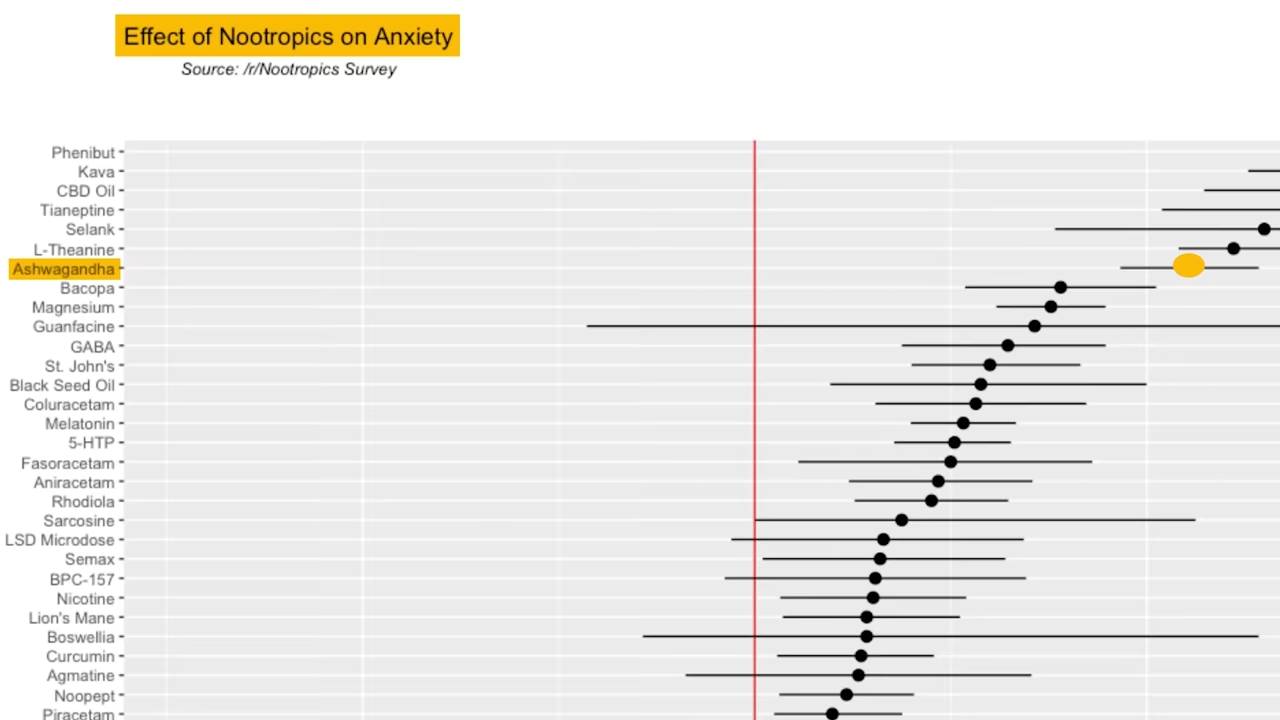 Effect of Nootropics on Anxiety
Source: /r/Nootropics Survey
Phenibut
Kava
CBD Oil
Tianeptine
Selank
L-Theanine
Ashwagandha
Bacopa
Magnesium
Guanfacine
GABA
St. John's
Black Seed Oil
Coluracetam
Melatonin
5-HTP
Fasoracetam
Aniracetam
Rhodiola
Sarcosine
LSD Microdose
Semax
BPC-157
Nicotine
Lion's Mane
Boswellia
Curcumin
Agmatine
Noopept
Piracetam